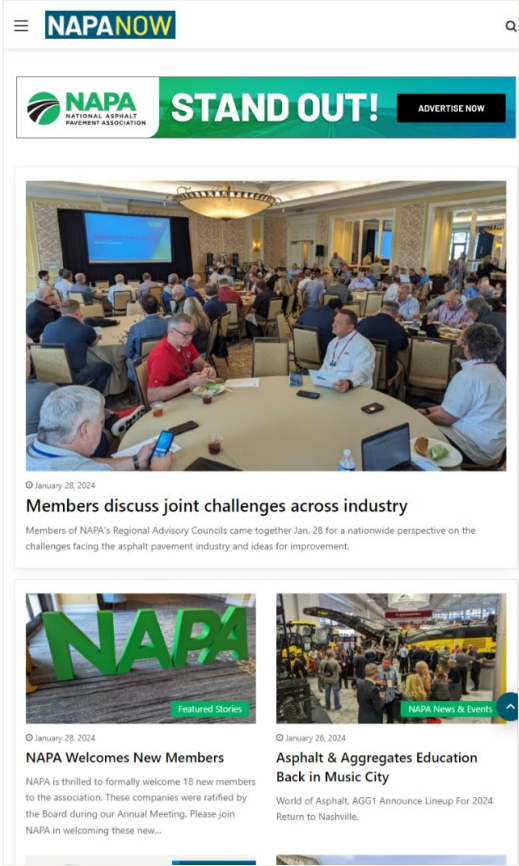 NAPANOW
NAPA
NATIONAL ASPHALT
PAVEMENT ASSOCIATION
STAND OUT!
ADVERTISE NOW
January 28, 2024
Members discuss joint challenges across industry
Members of NAPA's Regional Advisory Councils came together Jan. 28 for a nationwide perspective on the
challenges facing the asphalt pavement industry and ideas for improvement.
NAPA
Featured Stories
January 28, 2024
NAPA Welcomes New Members
NAPA is thrilled to formally welcome 18 new members
to the association. These companies were ratified by
the Board during our Annual Meeting. Please join
NAPA in welcoming these new...
NAPA News & Events
January 26, 2024
Asphalt & Aggregates Education
Back in Music City
World of Asphalt, AGG1 Announce Lineup For 2024
Return to Nashville.